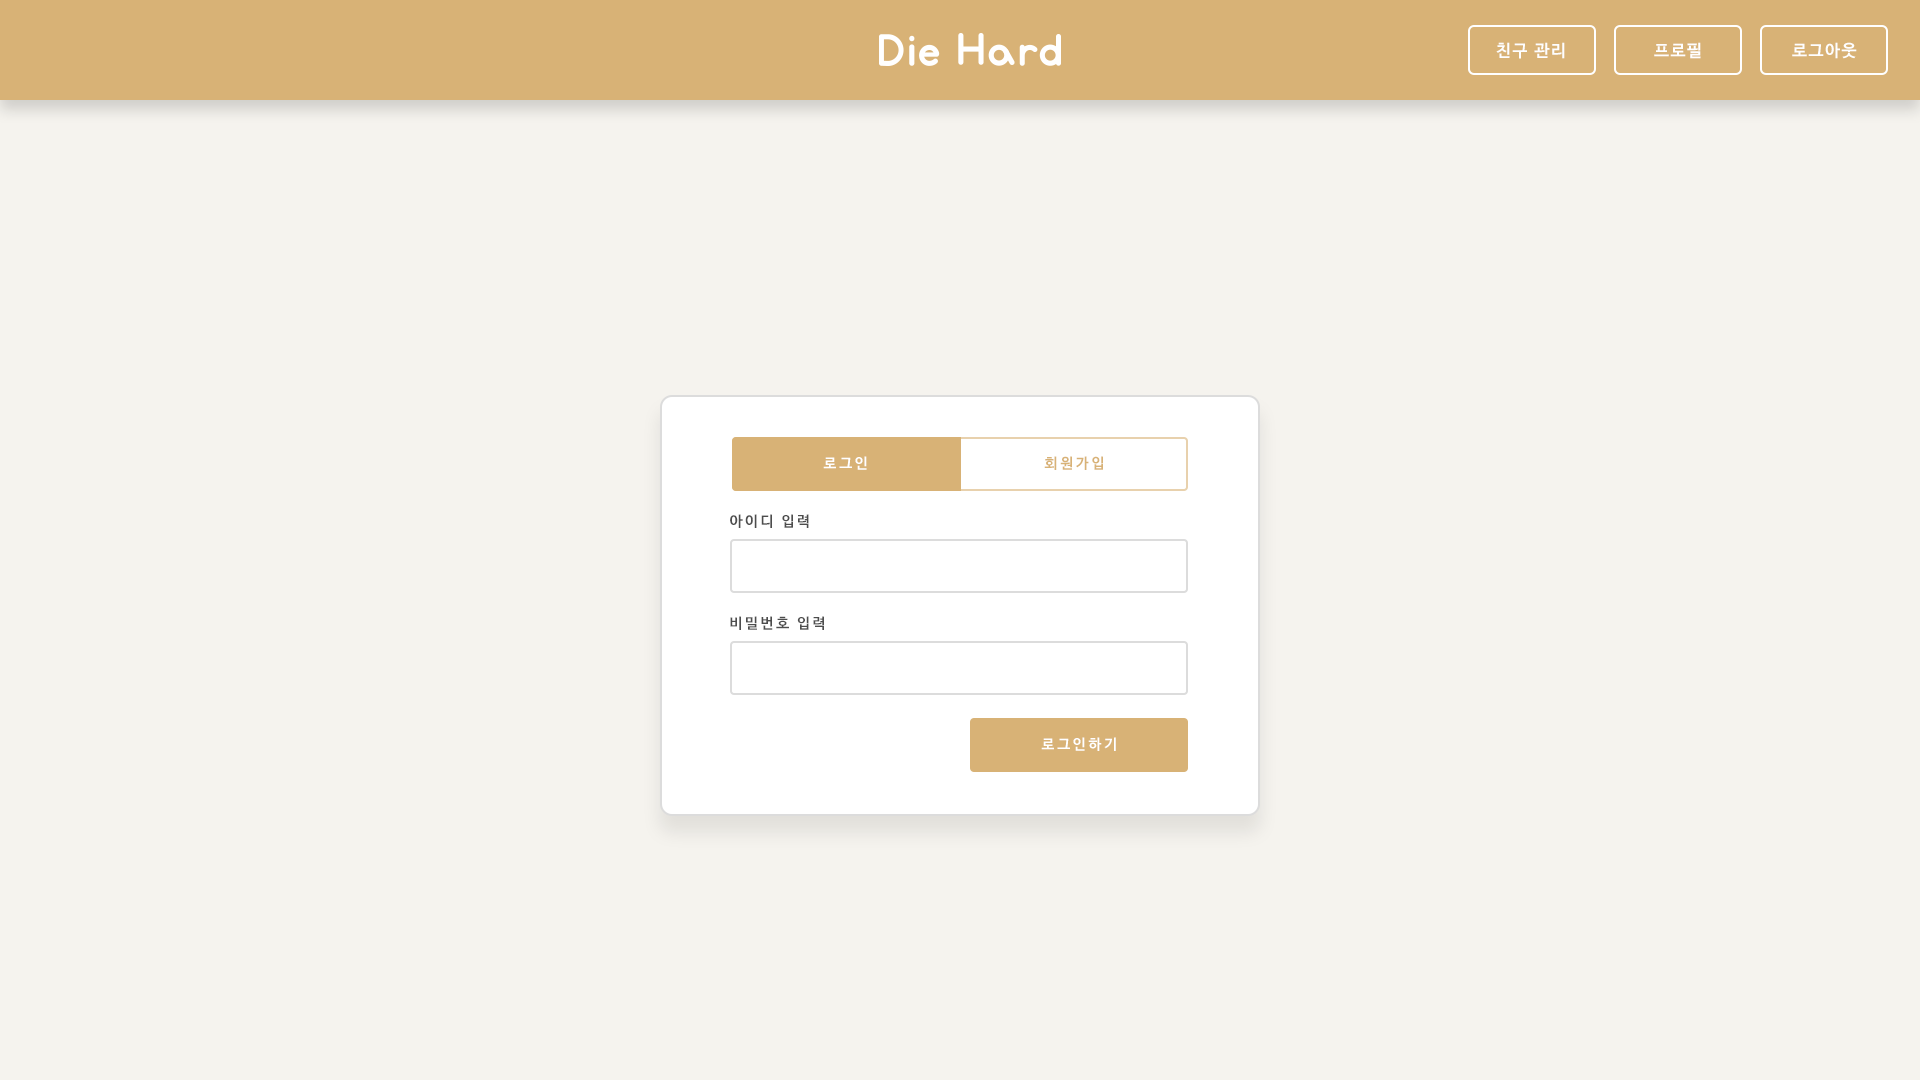 Die Hard
친구 관리
프로필
로그아웃
로그인
회원가입
아이디 입력
비밀번호 입력
로그인하기